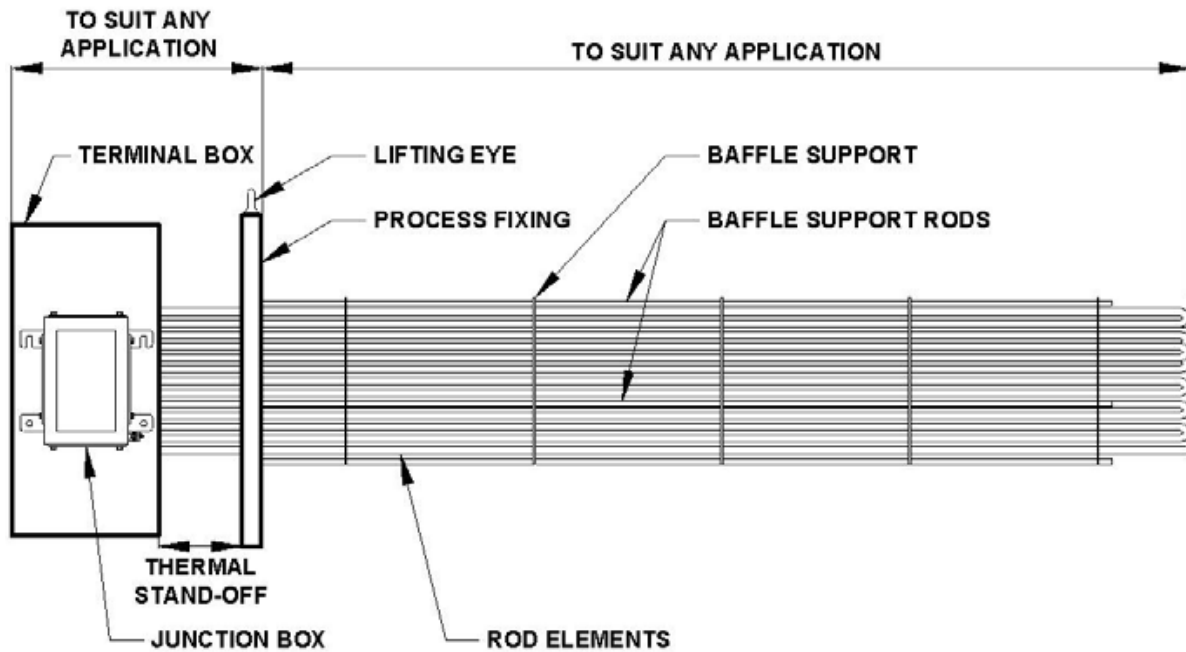 TO SUIT ANY
APPLICATION
TO SUIT ANY APPLICATION
TERMINAL BOX
LIFTING EYE
BAFFLE SUPPORT
PROCESS FIXING
BAFFLE SUPPORT RODS
THERMAL
STAND-OFF
JUNCTION BOX
ROD ELEMENTS